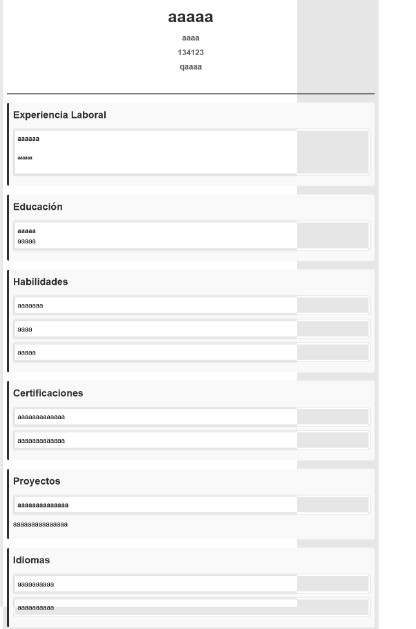 aaaaa
aaaa
134123
qaaaa
Experiencia Laboral
aaaaaa
aaaaa
Educación
aaaaa
aaaaa
Habilidades
aaaaaaa
aaaa
aaaaa
Certificaciones
aaaaaaaaaaaaa
aaaaaaaaaaaaa
Proyectos
aaaaaaaaaaaaaa
aaaaaaaaaaaaaaa
Idiomas
aaaaaaaaaa
aaaaaaaaaa